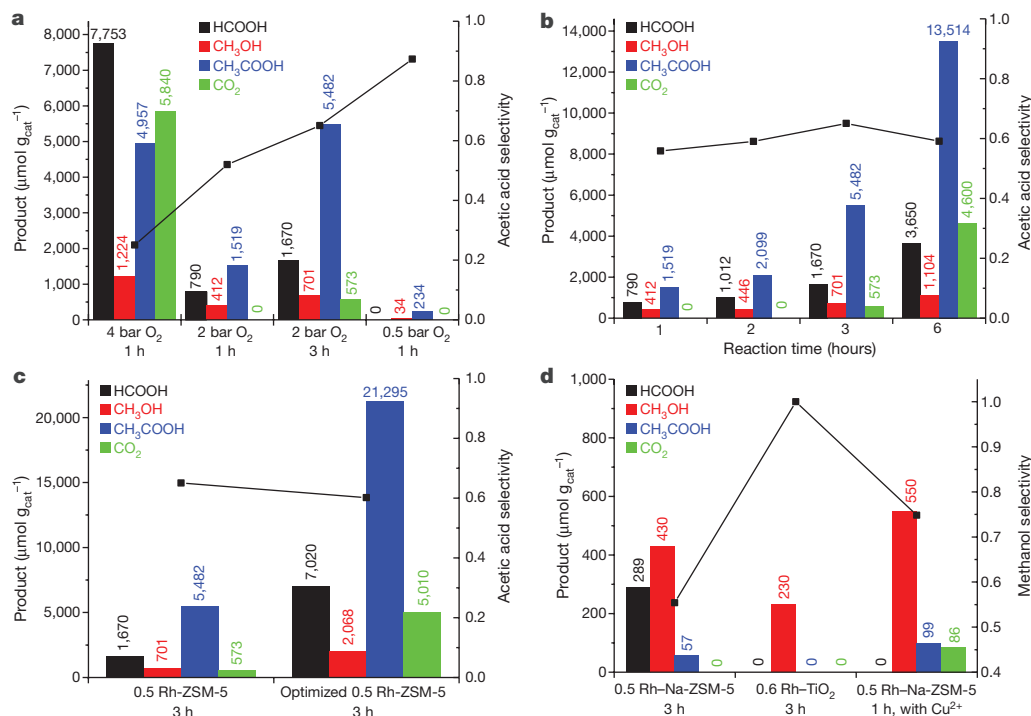 a
HCOOH
CH₃OH
CH₃COOH
CO₂
Product (μmol g_cat⁻¹)
8,000
7,000
6,000
5,000
4,000
3,000
2,000
1,000
0
7,753
1,224
4,957
5,840
790
412
1,519
0
1,670
701
5,482
573
0
34
234
0
1.0
0.8
0.6
0.4
0.2
0.0
Acetic acid selectivity
4 bar O₂ 2 bar O₂ 2 bar O₂ 0.5 bar O₂
1 h 1 h 3 h 1 h
b
HCOOH
CH₃OH
CH₃COOH
CO₂
Product (μmol g_cat⁻¹)
14,000
12,000
10,000
8,000
6,000
4,000
2,000
0
790
412
1,519
0
1,012
446
2,099
0
1,670
701
5,482
573
3,650
1,104
13,514
4,600
1.0
0.8
0.6
0.4
0.2
0.0
Acetic acid selectivity
1 2 3 6
Reaction time (hours)
c
HCOOH
CH₃OH
CH₃COOH
CO₂
Product (μmol g_cat⁻¹)
20,000
15,000
10,000
5,000
0
1,670
701
5,482
573
7,020
2,068
21,295
5,010
1.0
0.8
0.6
0.4
0.2
0.0
Acetic acid selectivity
0.5 Rh-ZSM-5 Optimized 0.5 Rh-ZSM-5
3 h 3 h
d
HCOOH
CH₃OH
CH₃COOH
CO₂
Product (μmol g_cat⁻¹)
1,000
800
600
400
200
0
289
430
57
0
0
230
0
0
0
550
99
86
1.0
0.9
0.8
0.7
0.6
0.5
0.4
Methanol selectivity
0.5 Rh–Na-ZSM-5 0.6 Rh–TiO₂ 0.5 Rh–Na-ZSM-5
3 h 3 h 1 h, with Cu²⁺